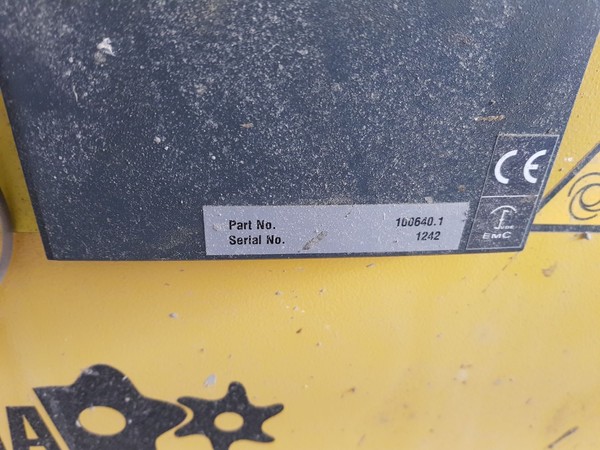 CE
Part No. 100640.1
Serial No. 1242
EMC